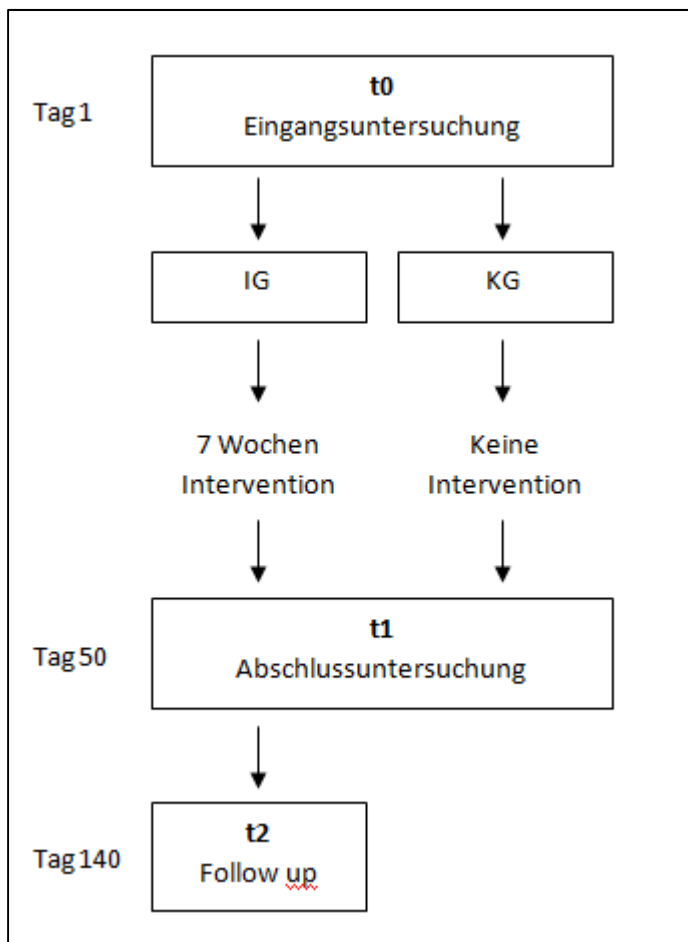 t0
Tag 1
Eingangsuntersuchung
IG
KG
7 Wochen
Intervention
Keine
Intervention
t1
Tag 50
Abschlussuntersuchung
t2
Tag 140
Follow up